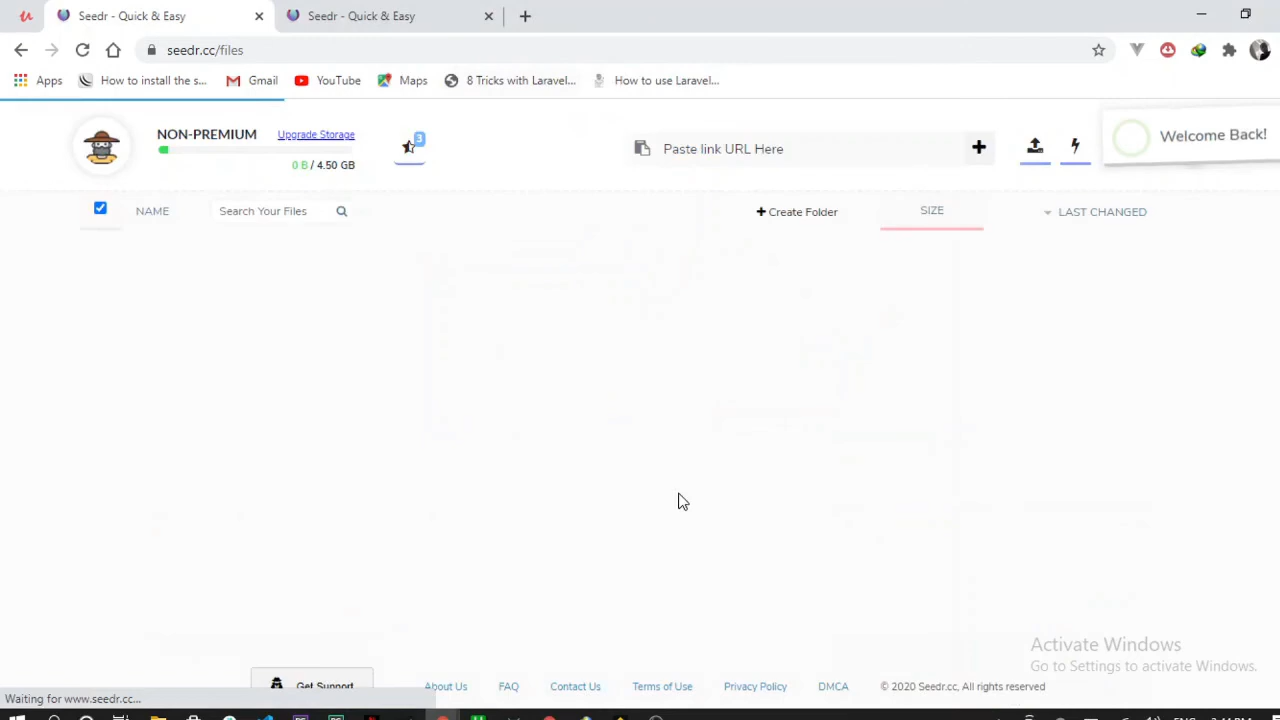 Seedr - Quick & Easy
Seedr - Quick & Easy
seedr.cc/files
Apps
How to install the s...
Gmail
YouTube
Maps
8 Tricks with Laravel...
How to use Laravel...
NON-PREMIUM
Upgrade Storage
0 B / 4.50 GB
3
Paste link URL Here
Welcome Back!
NAME
Search Your Files
Create Folder
SIZE
LAST CHANGED
Activate Windows
Go to Settings to activate Windows.
Get Support
About Us
FAQ
Contact Us
Terms of Use
Privacy Policy
DMCA
© 2020 Seedr.cc, All rights reserved
Waiting for www.seedr.cc...